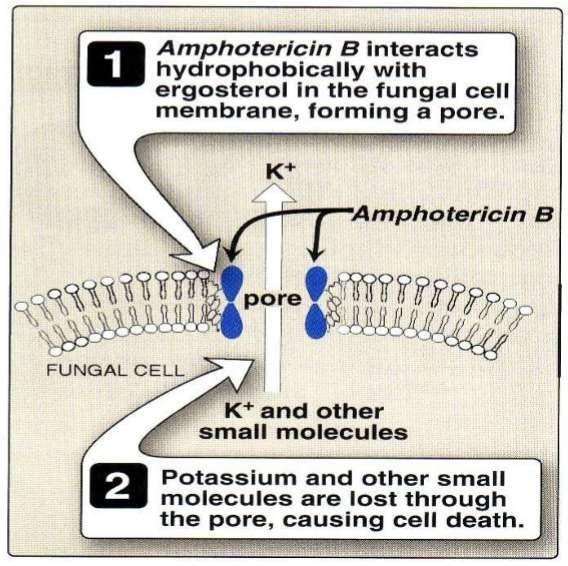 1
Amphotericin B interacts
hydrophobically with
ergosterol in the fungal cell
membrane, forming a pore.
K+
Amphotericin B
pore
FUNGAL CELL
K+ and other
small molecules
2
Potassium and other small
molecules are lost through
the pore, causing cell death.